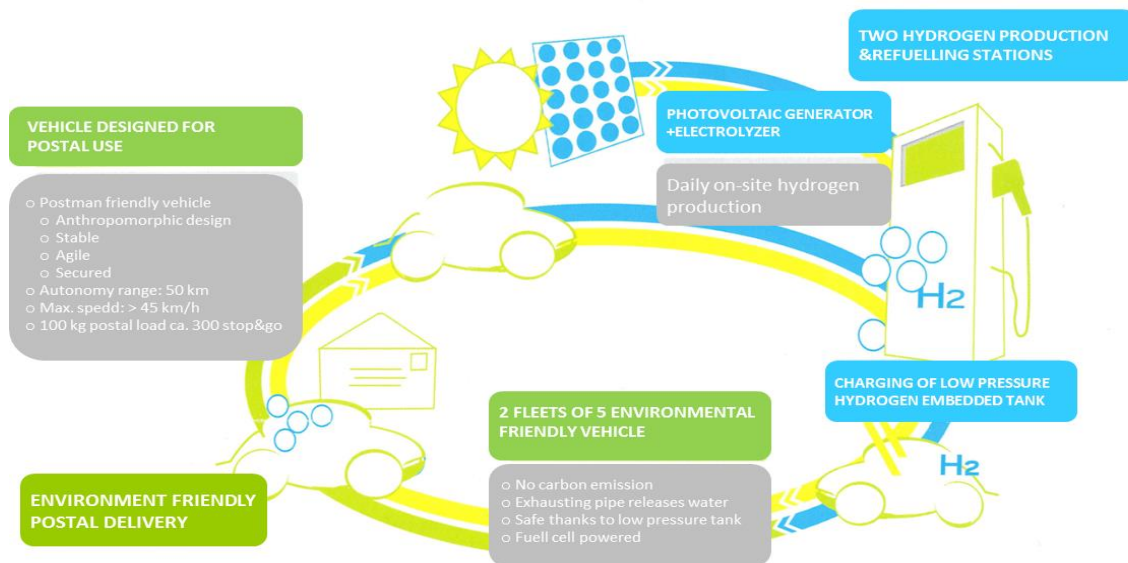 TWO HYDROGEN PRODUCTION
&REFUELLING STATIONS
PHOTOVOLTAIC GENERATOR
+ELECTROLYZER
Daily on-site hydrogen
production
VEHICLE DESIGNED FOR
POSTAL USE
o Postman friendly vehicle
o Anthropomorphic design
o Stable
o Agile
o Secured
o Autonomy range: 50 km
o Max. spedd: > 45 km/h
o 100 kg postal load ca. 300 stop&go
H2
CHARGING OF LOW PRESSURE
HYDROGEN EMBEDDED TANK
H2
2 FLEETS OF 5 ENVIRONMENTAL
FRIENDLY VEHICLE
o No carbon emission
o Exhausting pipe releases water
o Safe thanks to low pressure tank
o Fuell cell powered
ENVIRONMENT FRIENDLY
POSTAL DELIVERY